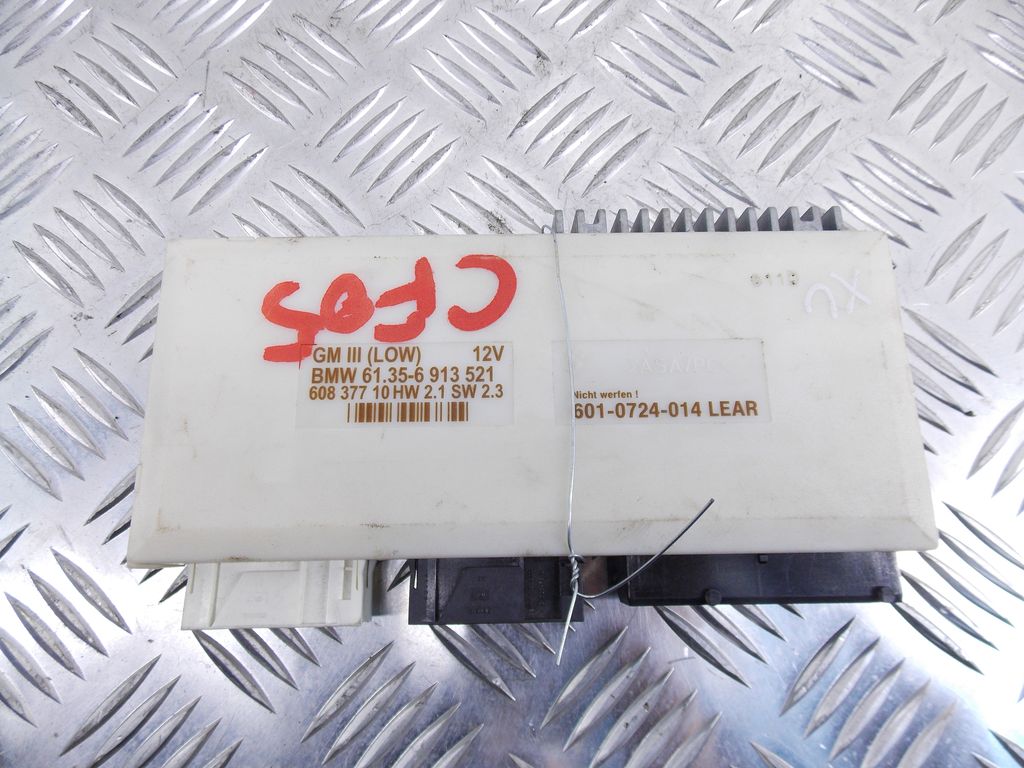 CF05
GM III (LOW) 12V
BMW 61.35-6 913 521
608 377 10 HW 2.1 SW 2.3
Nicht werfen !
601-0724-014 LEAR